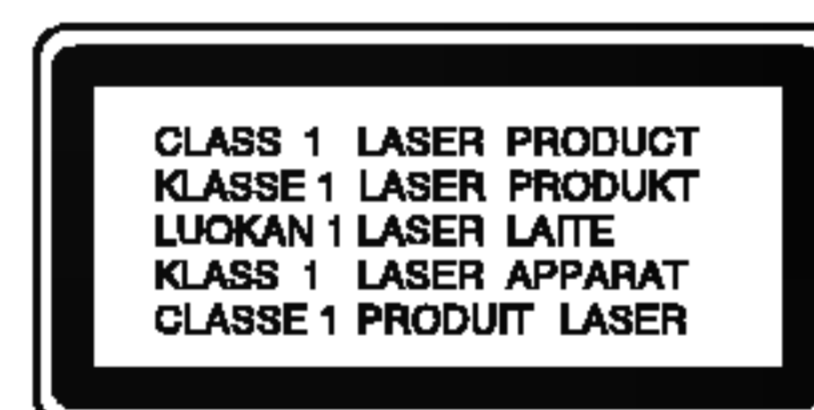 CLASS 1 LASER PRODUCT
KLASSE 1 LASER PRODUKT
LUOKAN 1 LASER LAITE
KLASS 1 LASER APPARAT
CLASSE 1 PRODUIT LASER